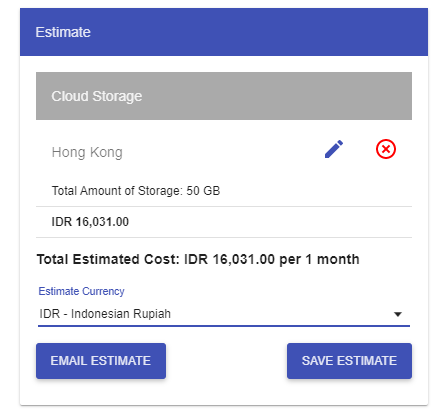 Estimate
Cloud Storage
Hong Kong
Total Amount of Storage: 50 GB
IDR 16,031.00
Total Estimated Cost: IDR 16,031.00 per 1 month
Estimate Currency
IDR - Indonesian Rupiah
EMAIL ESTIMATE SAVE ESTIMATE